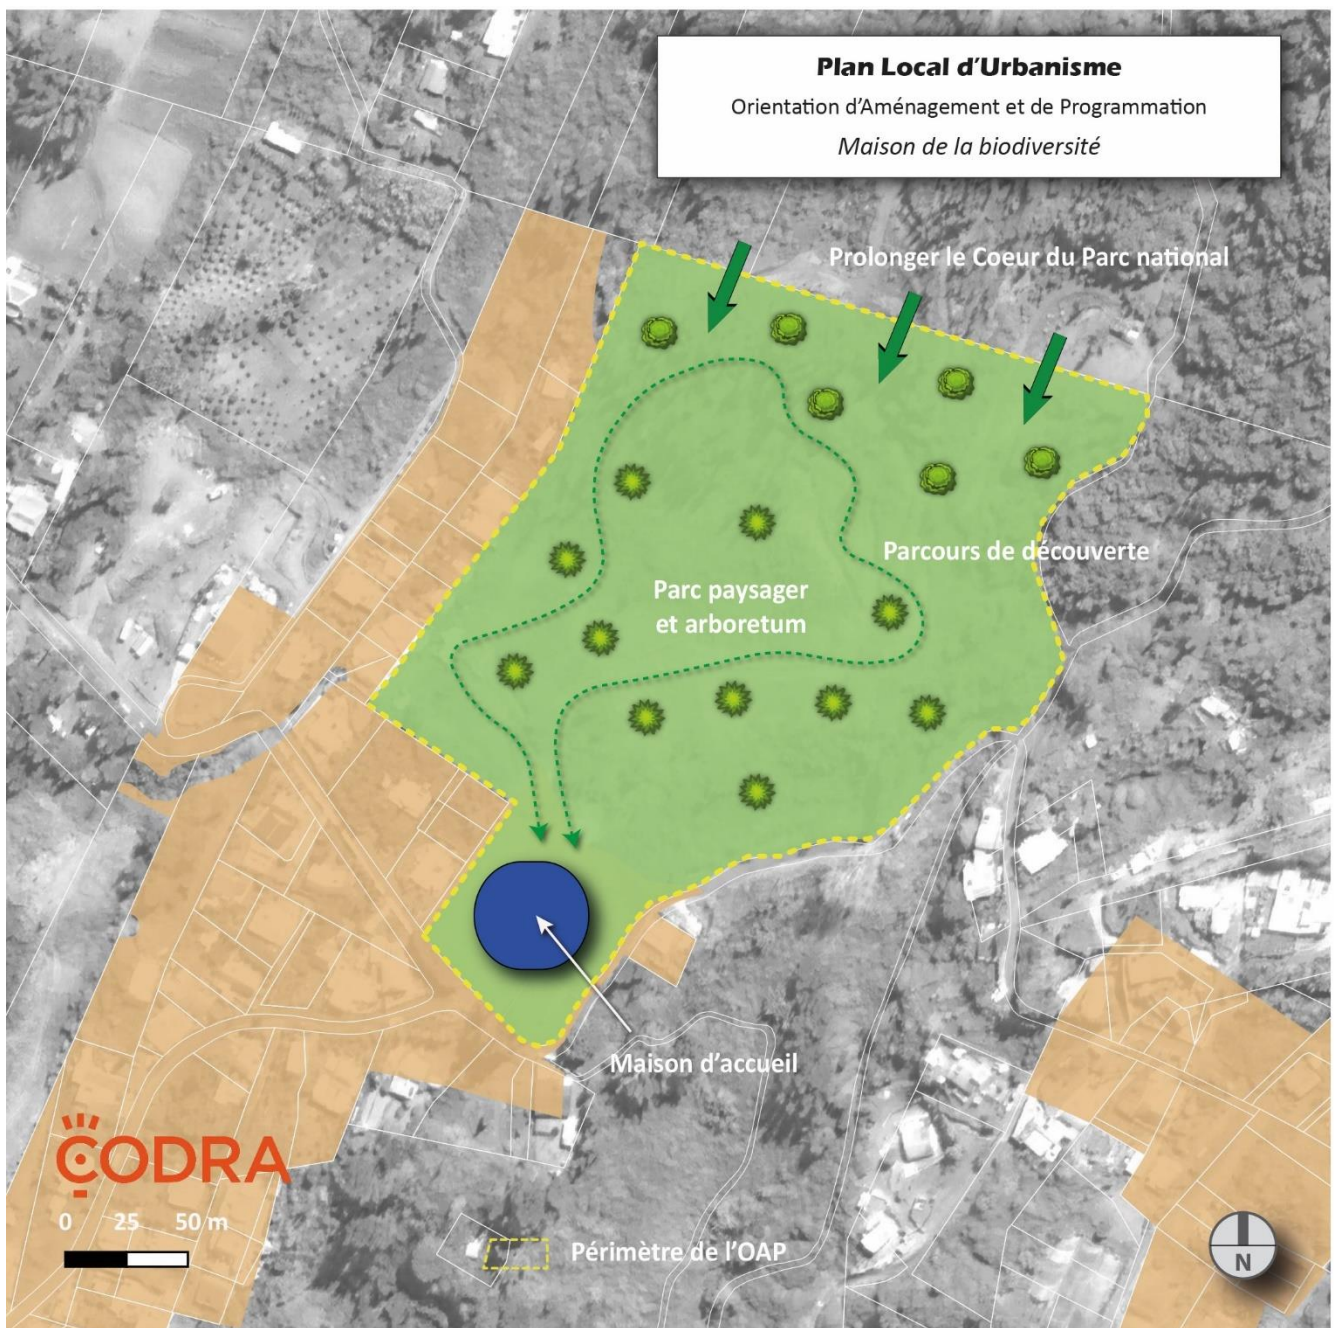 Plan Local d'Urbanisme
Orientation d'Aménagement et de Programmation
Maison de la biodiversité
Prolonger le Coeur du Parc national
Parcours de découverte
Parc paysager
et arboretum
Maison d'accueil
CODRA
0 25 50 m
Périmètre de l'OAP
N